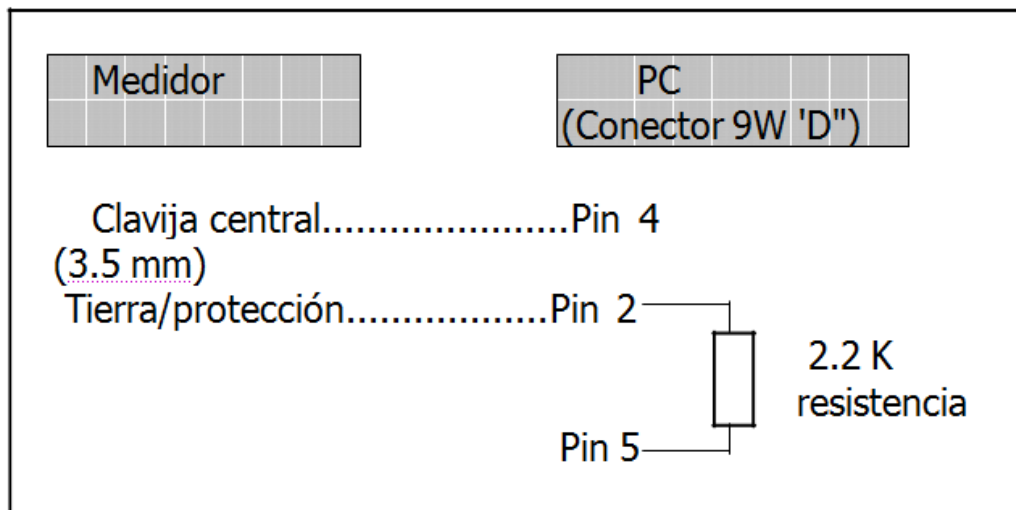 Medidor
PC
(Conector 9W 'D")
Clavija central......................Pin 4
(3.5 mm)
Tierra/protección..................Pin 2
2.2 K
resistencia
Pin 5